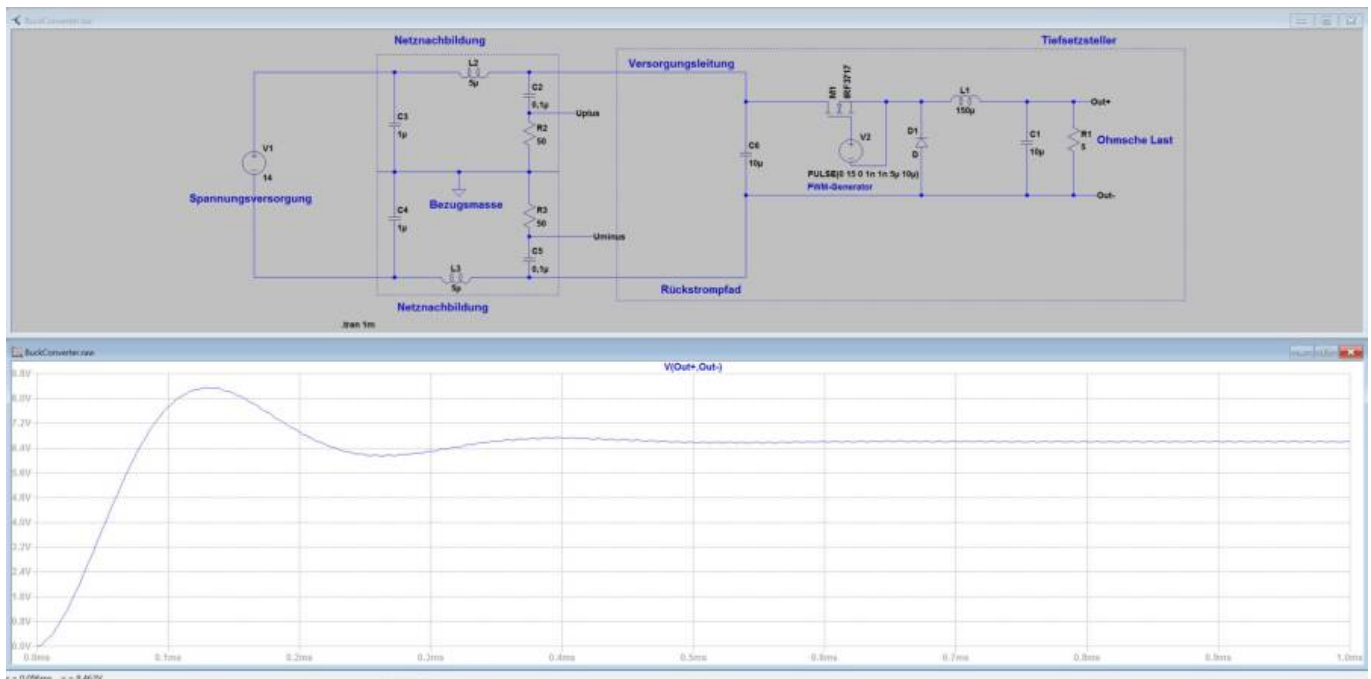 BuckConverter.raw
Netznachbildung
Tiefsetzsteller
L2
5µ
Versorgungsleitung
C2
0,1µ
Uplus
R2
50
C3
1µ
M1
IRF3717
L1
150µ
Out+
V2
D1
D
C1
10µ
R1
5
Ohmsche Last
C6
10µ
PULSE(0 15 0 1n 1n 5µ 10µ)
PWM-Generator
V1
14
Spannungsversorgung
Bezugsmasse
C4
1µ
R3
50
Out-
Uminus
C5
0,1µ
L3
5µ
Rückstrompfad
Netznachbildung
.tran 1m
BuckConverter.raw
V(Out+,Out-)
8.8V
8.0V
7.2V
6.4V
5.6V
4.8V
4.0V
3.2V
2.4V
1.6V
0.8V
0.0V
0.0ms 0.1ms 0.2ms 0.3ms 0.4ms 0.5ms 0.6ms 0.7ms 0.8ms 0.9ms 1.0ms